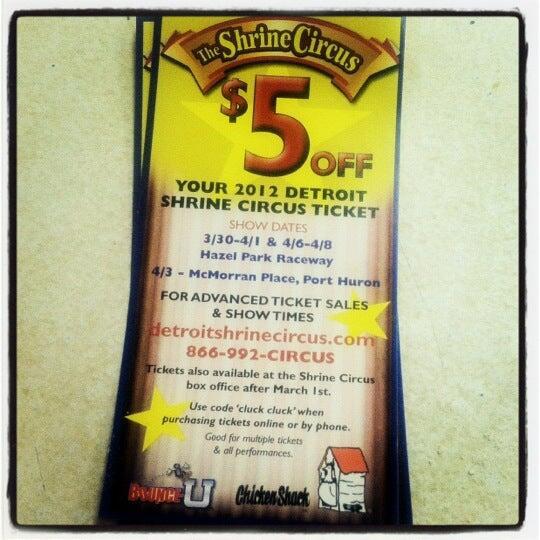 The Shrine Circus
$5 OFF
YOUR 2012 DETROIT
SHRINE CIRCUS TICKET
SHOW DATES
3/30-4/1 & 4/6-4/8
Hazel Park Raceway
4/3 - McMorran Place, Port Huron
FOR ADVANCED TICKET SALES
& SHOW TIMES
detroitshrinecircus.com
866-992-CIRCUS
Tickets also available at the Shrine Circus
box office after March 1st.
Use code 'cluck cluck' when
purchasing tickets online or by phone.
Good for multiple tickets
& all performances.
BOUNCE U
Chicken Shack